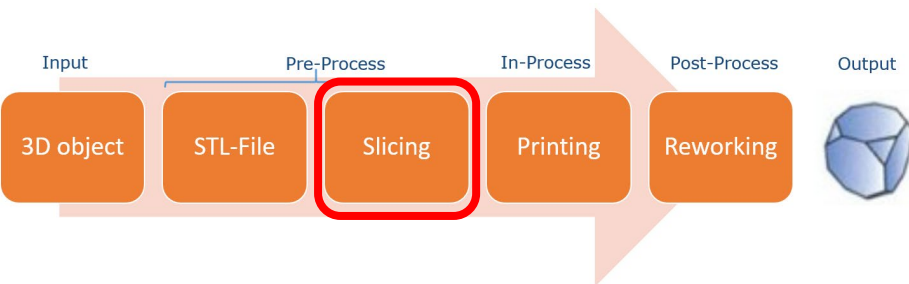 Input
Pre-Process
In-Process
Post-Process
Output
3D object
STL-File
Slicing
Printing
Reworking